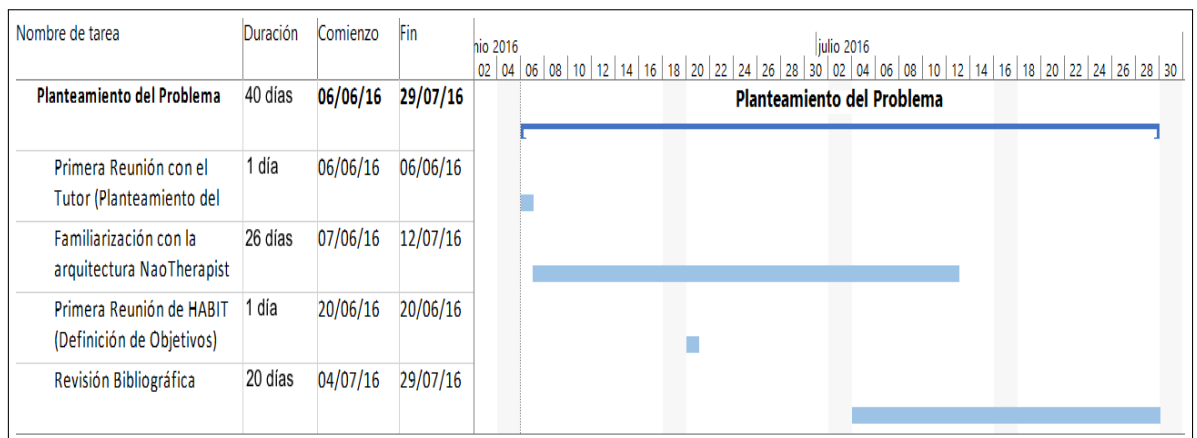 Nombre de tarea Duración Comienzo Fin
nio 2016 julio 2016
02 04 06 08 10 12 14 16 18 20 22 24 26 28 30 02 04 06 08 10 12 14 16 18 20 22 24 26 28 30
Planteamiento del Problema 40 días 06/06/16 29/07/16 Planteamiento del Problema
Primera Reunión con el 1 día 06/06/16 06/06/16
Tutor (Planteamiento del
Familiarización con la 26 días 07/06/16 12/07/16
arquitectura NaoTherapist
Primera Reunión de HABIT 1 día 20/06/16 20/06/16
(Definición de Objetivos)
Revisión Bibliográfica 20 días 04/07/16 29/07/16